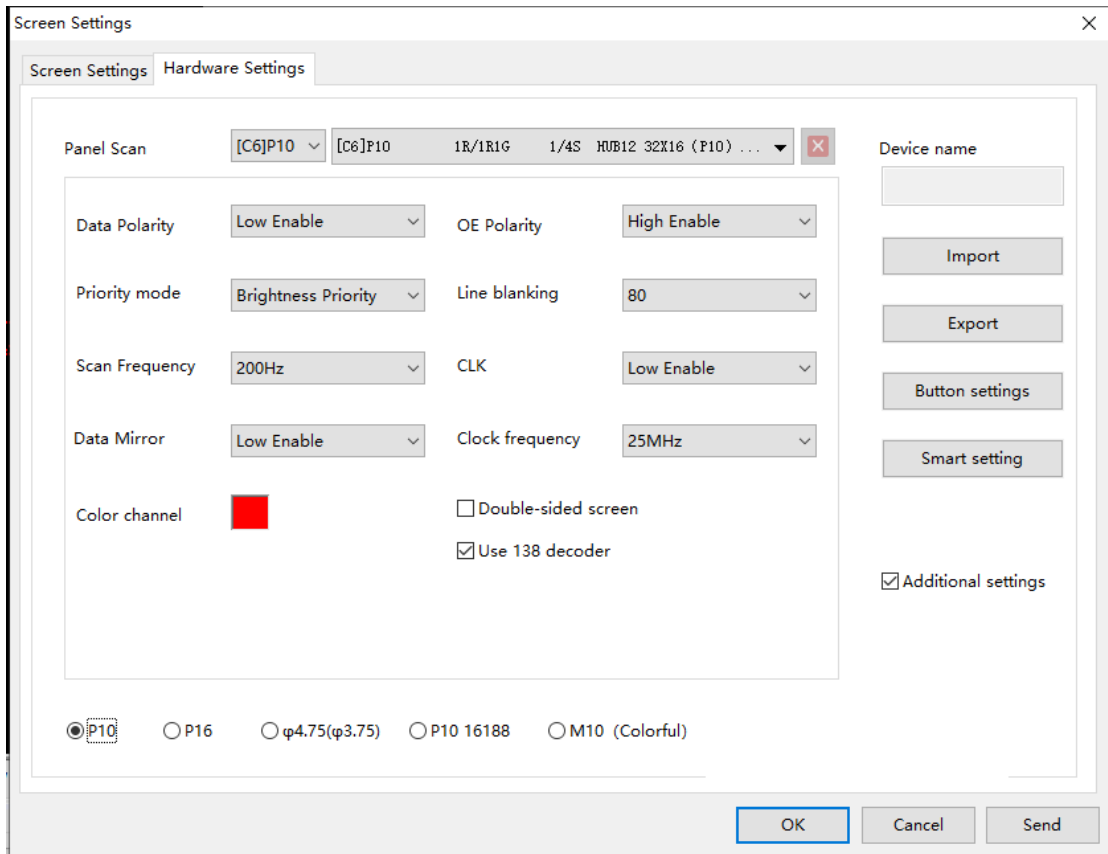 Screen Settings
Screen Settings Hardware Settings
Panel Scan [C6]P10 [C6]P10 1R/1R1G 1/4S HUB12 32X16 (P10) ... Device name
Data Polarity Low Enable OE Polarity High Enable
Import
Priority mode Brightness Priority Line blanking 80
Export
Scan Frequency 200Hz CLK Low Enable
Button settings
Data Mirror Low Enable Clock frequency 25MHz
Smart setting
Color channel Double-sided screen
Use 138 decoder
Additional settings
P10 P16 φ4.75(φ3.75) P10 16188 M10 (Colorful)
OK Cancel Send